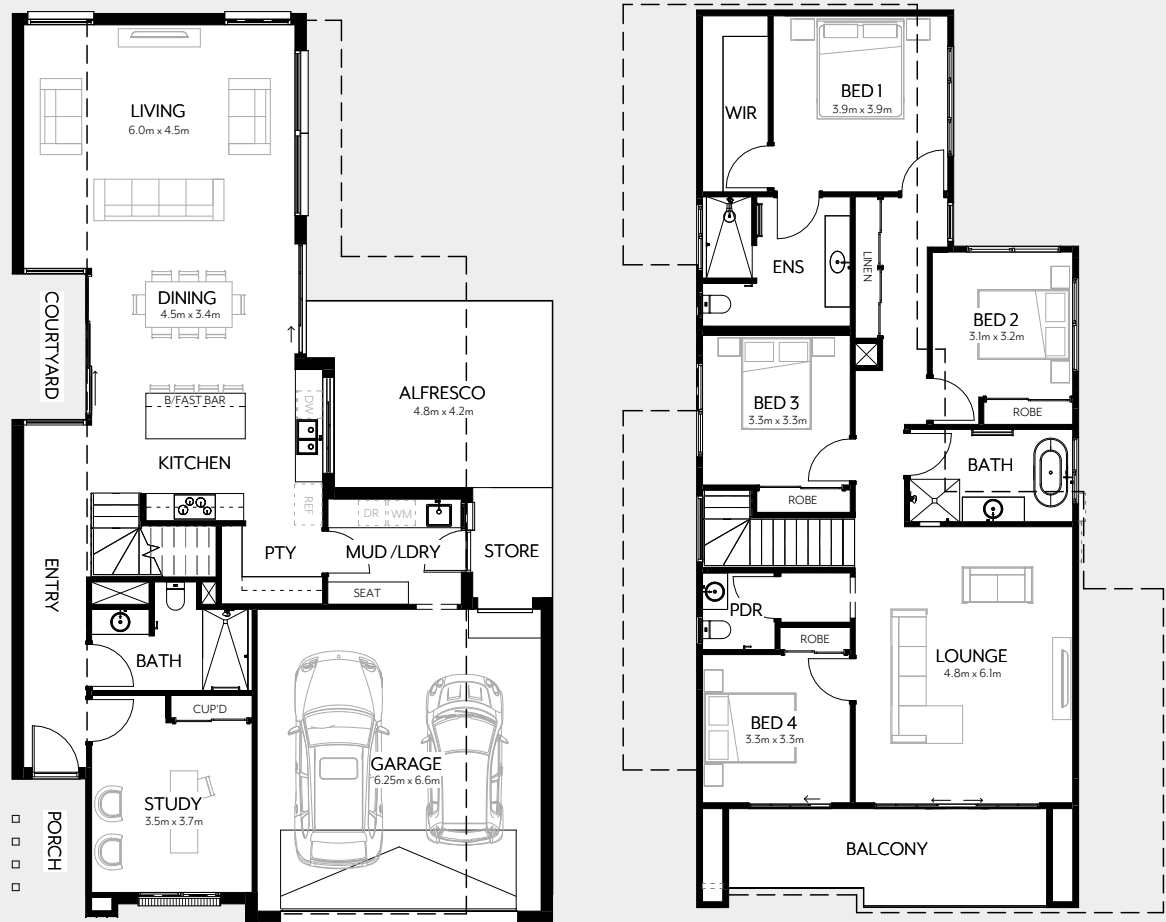 LIVING
6.0m x 4.5m
COURTYARD
DINING
4.5m x 3.4m
B/FAST BAR
DW
ALFRESCO
4.8m x 4.2m
KITCHEN
REF
DR
WM
PTY
MUD /LDRY
STORE
SEAT
ENTRY
BATH
CUP'D
GARAGE
6.25m x 6.6m
STUDY
3.5m x 3.7m
PORCH
WIR
BED 1
3.9m x 3.9m
ENS
LINEN
BED 2
3.1m x 3.2m
ROBE
BED 3
3.3m x 3.3m
ROBE
BATH
PDR
ROBE
LOUNGE
4.8m x 6.1m
BED 4
3.3m x 3.3m
BALCONY